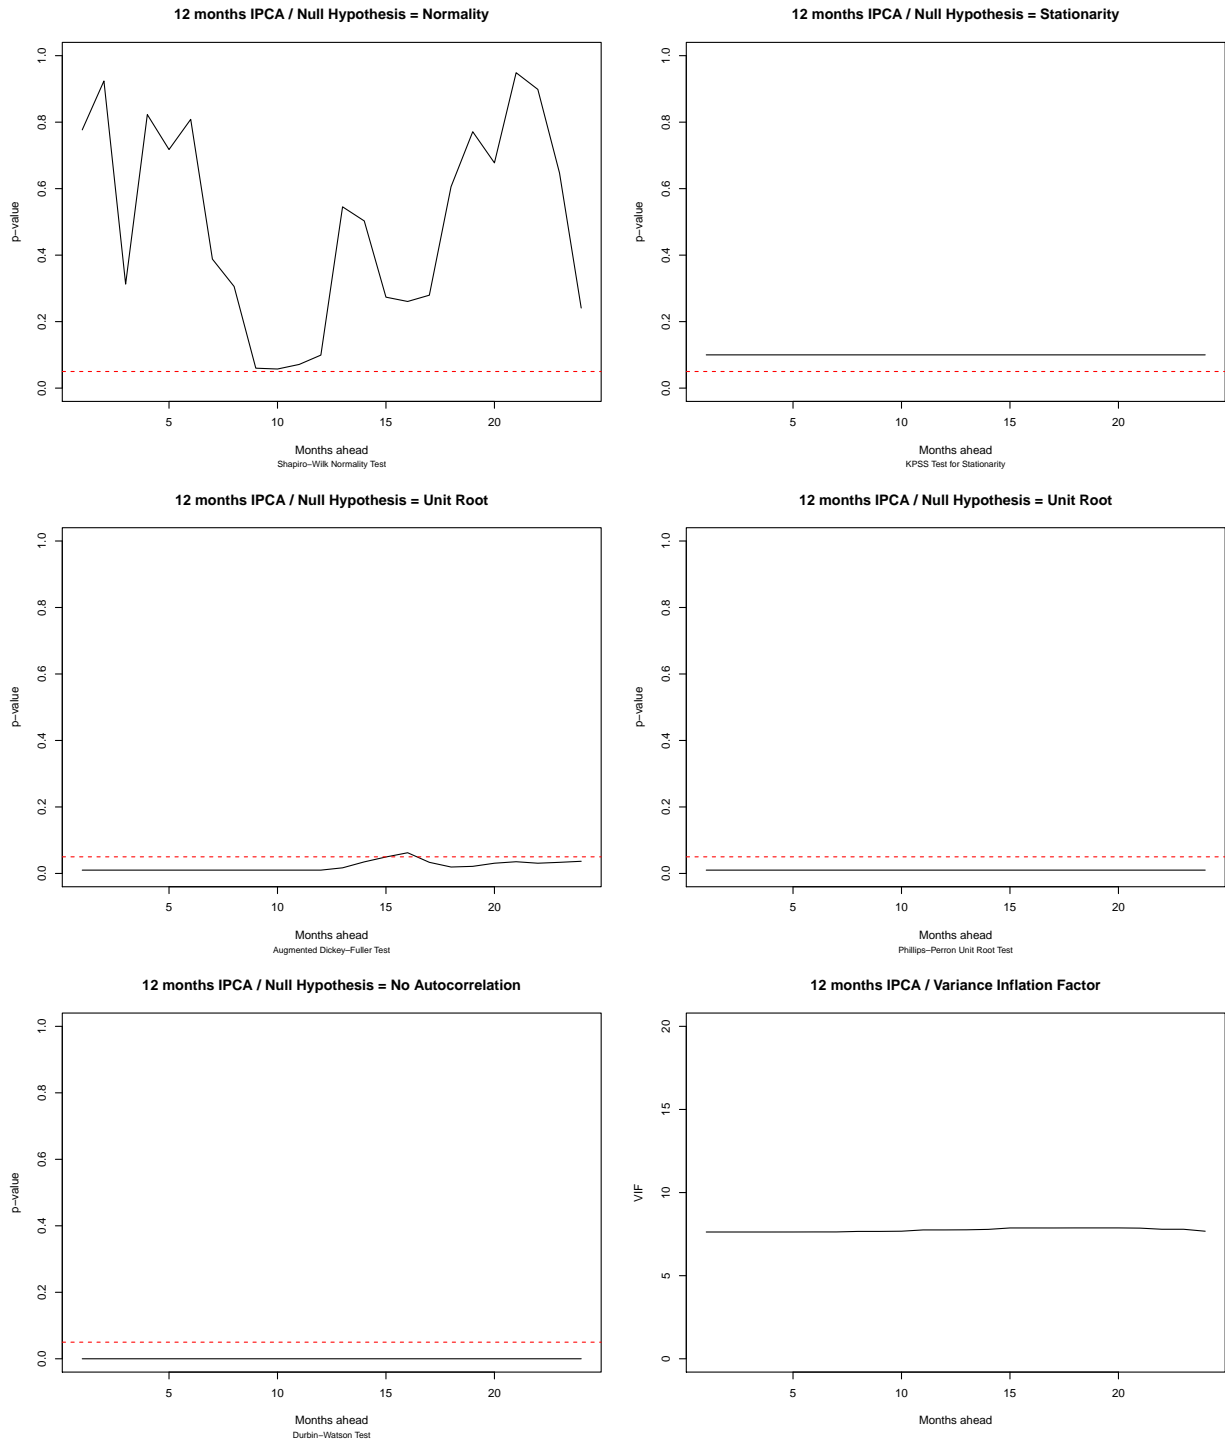 12 months IPCA / Null Hypothesis = Normality
1.0
0.8
0.6
0.4
0.2
0.0
p−value
5 10 15 20
Months ahead
Shapiro−Wilk Normality Test
12 months IPCA / Null Hypothesis = Stationarity
1.0
0.8
0.6
0.4
0.2
0.0
p−value
5 10 15 20
Months ahead
KPSS Test for Stationarity
12 months IPCA / Null Hypothesis = Unit Root
1.0
0.8
0.6
0.4
0.2
0.0
p−value
5 10 15 20
Months ahead
Augmented Dickey−Fuller Test
12 months IPCA / Null Hypothesis = Unit Root
1.0
0.8
0.6
0.4
0.2
0.0
p−value
5 10 15 20
Months ahead
Phillips−Perron Unit Root Test
12 months IPCA / Null Hypothesis = No Autocorrelation
1.0
0.8
0.6
0.4
0.2
0.0
p−value
5 10 15 20
Months ahead
Durbin−Watson Test
12 months IPCA / Variance Inflation Factor
20
15
10
5
0
VIF
5 10 15 20
Months ahead